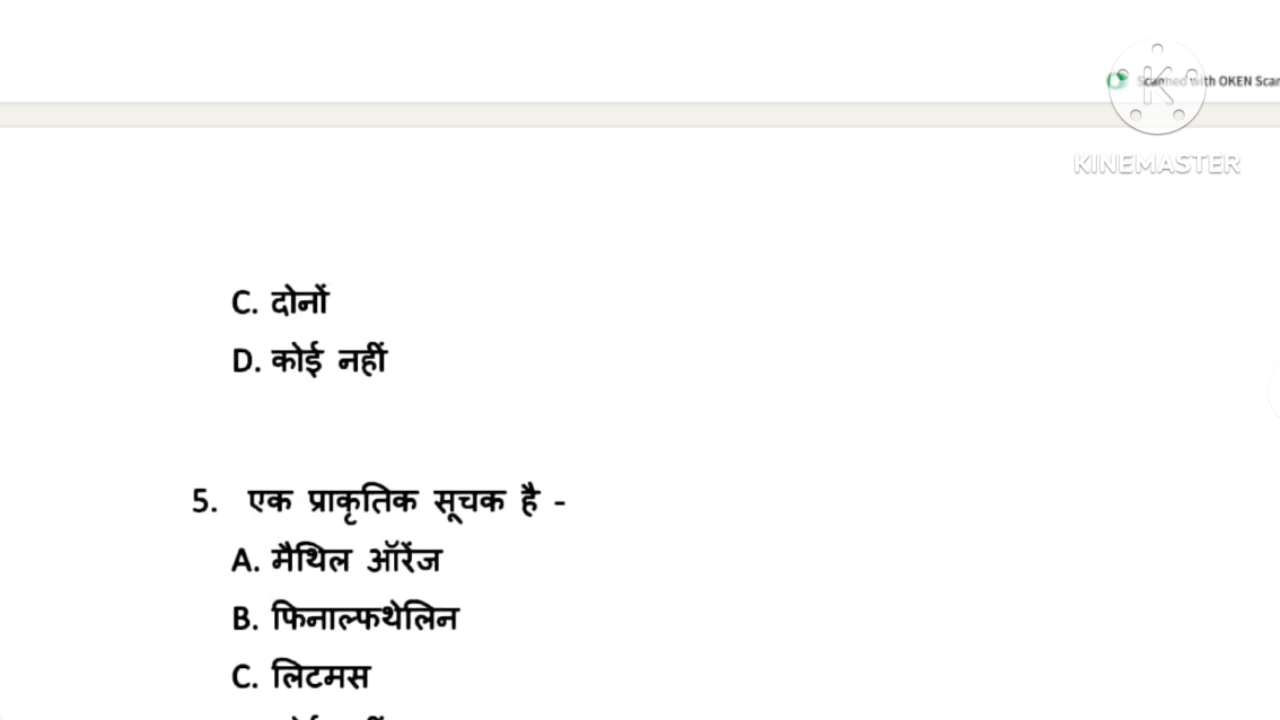 Scanned with OKEN Scan
KINEMASTER
C. दोनों
D. कोई नहीं
5. एक प्राकृतिक सूचक है -
A. मैथिल ऑरेंज
B. फिनाल्फथेलिन
C. लिटमस